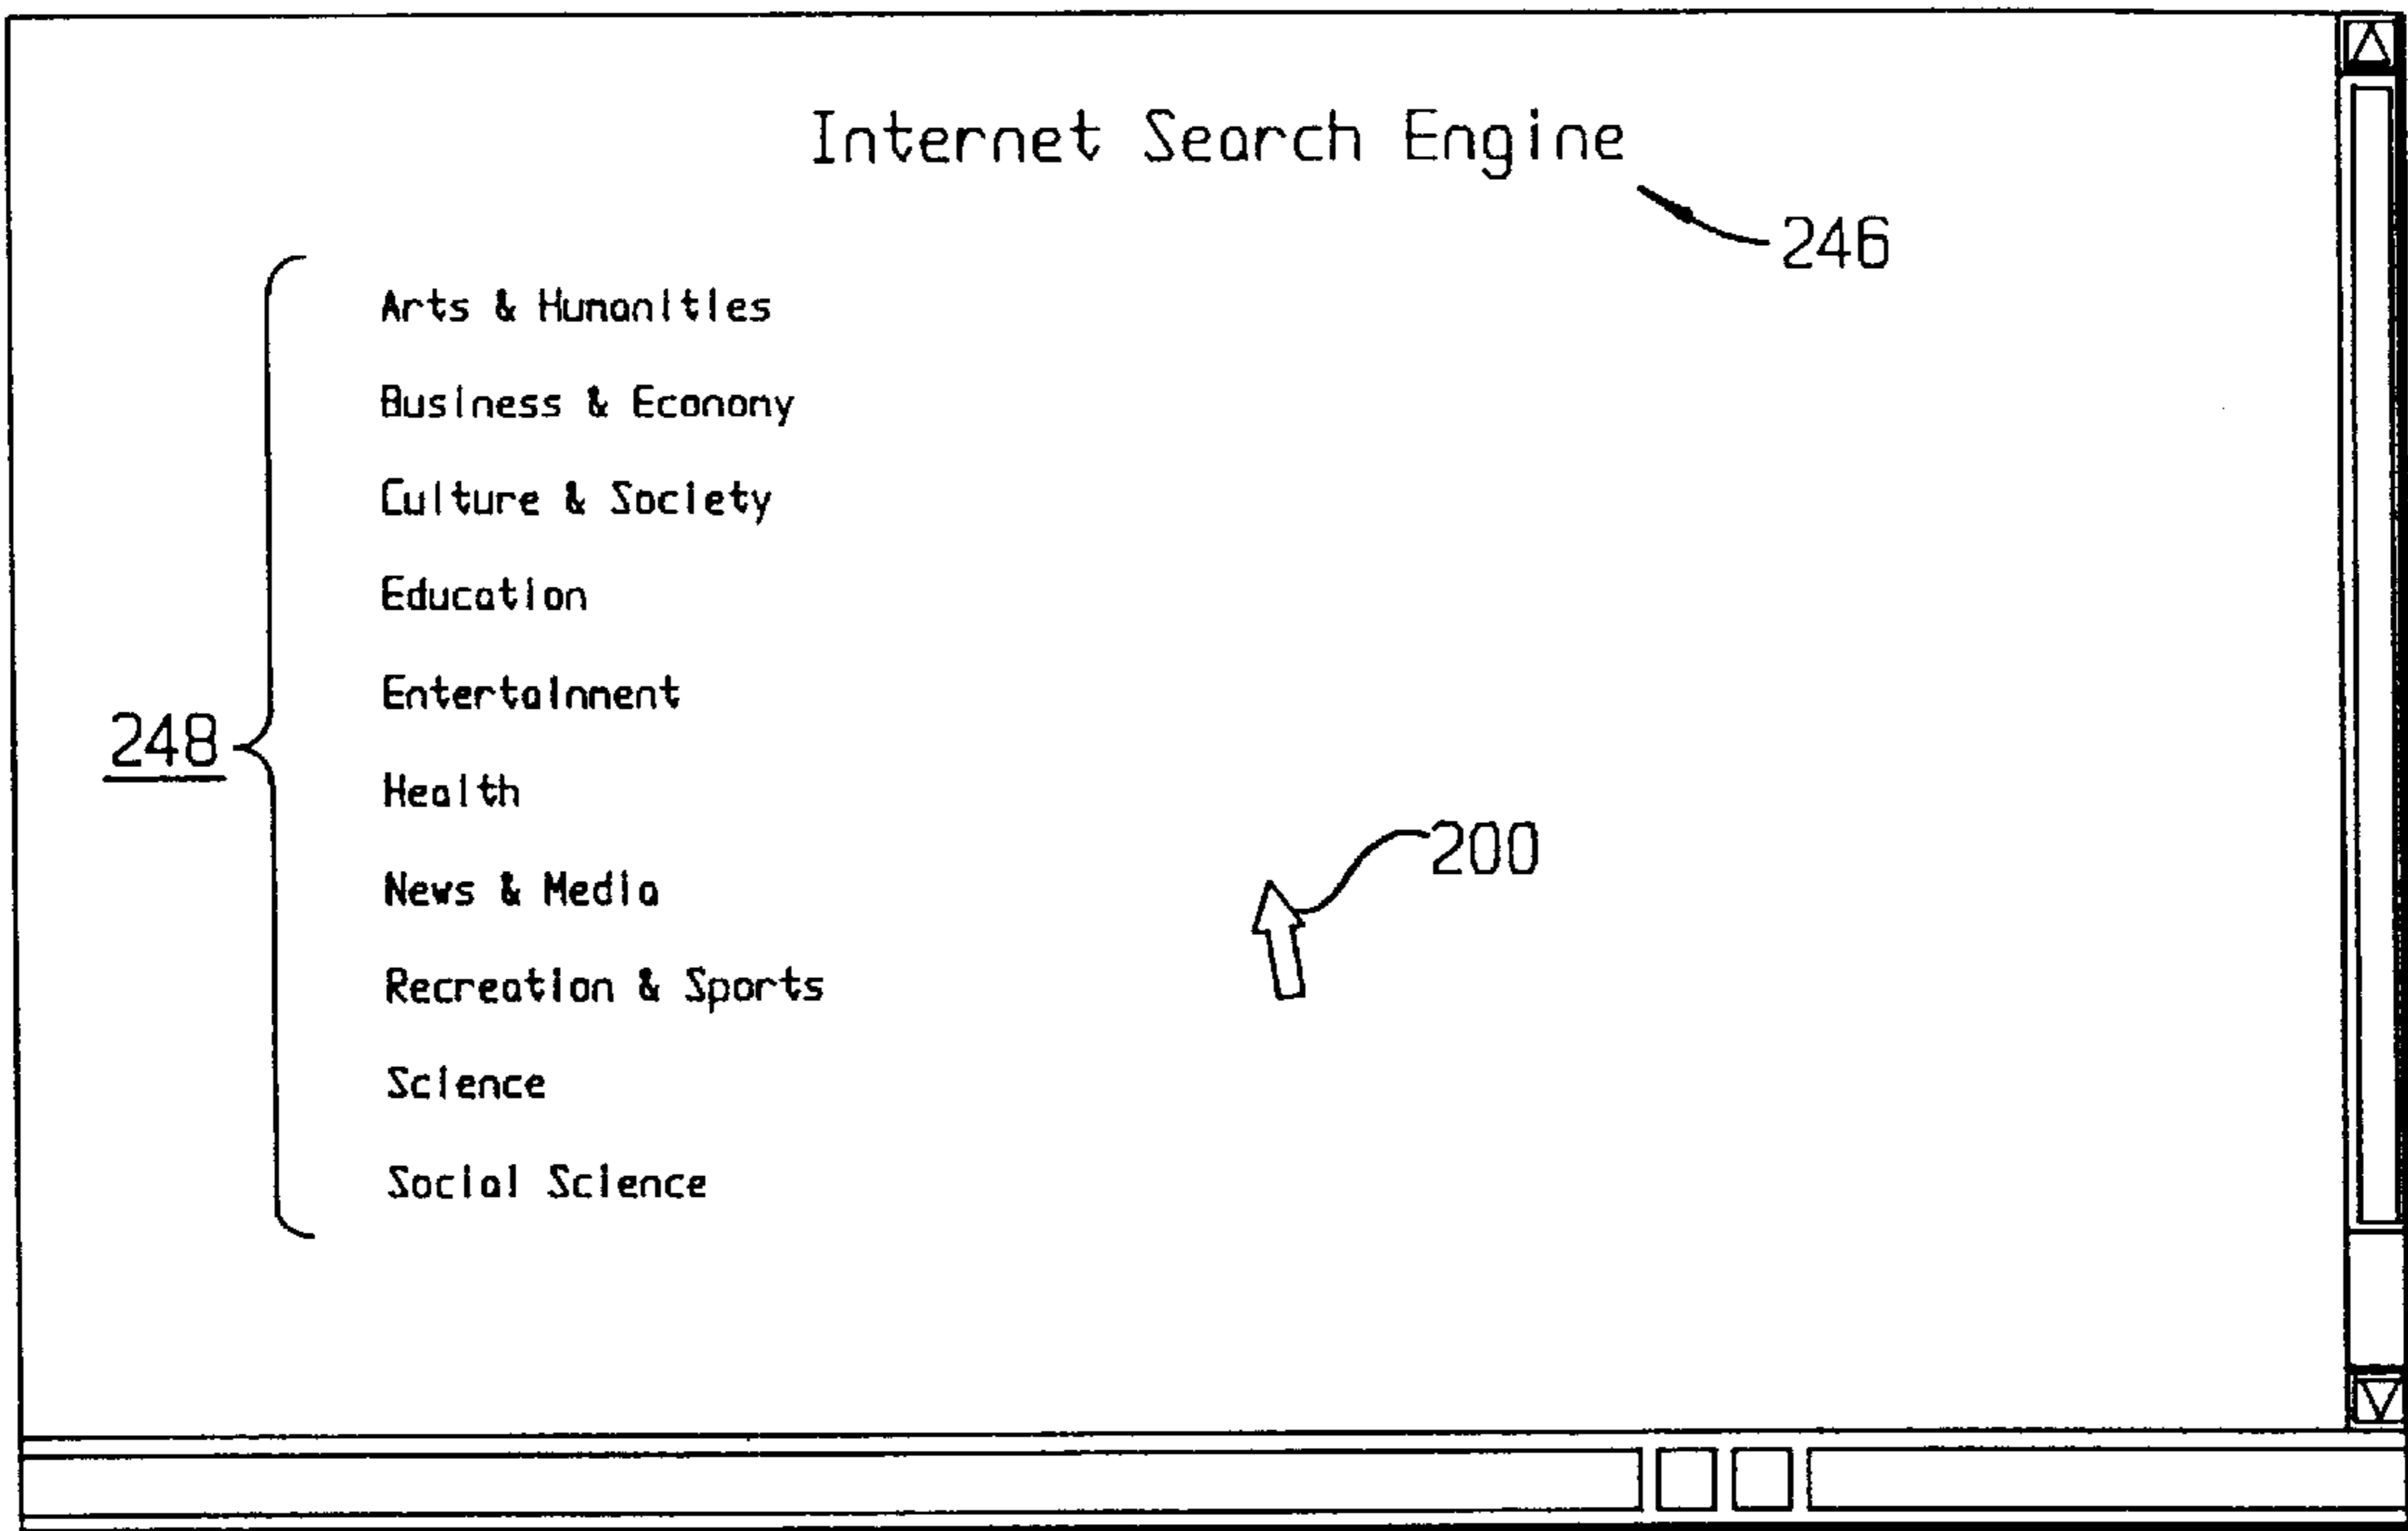 Internet Search Engine
246
Arts & Humanities
Business & Economy
Culture & Society
Education
Entertainment
248
Health
200
News & Media
Recreation & Sports
Science
Social Science